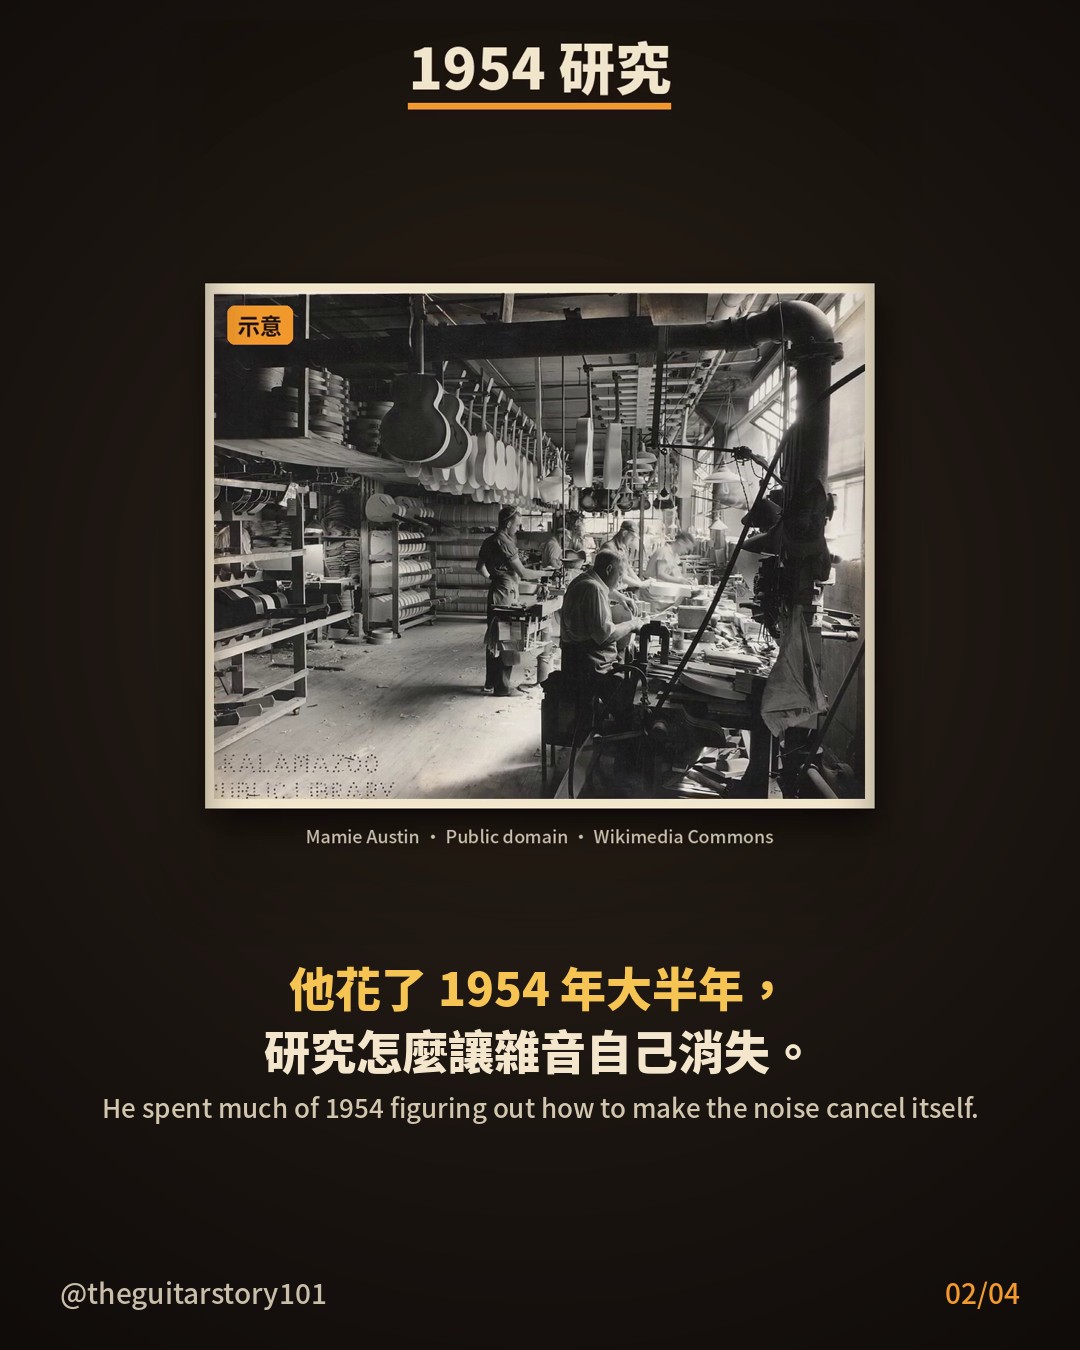 1954 研究
示意
KALAMAZOO
PUBLIC LIBRARY
Mamie Austin • Public domain • Wikimedia Commons
他花了 1954 年大半年，
研究怎麼讓雜音自己消失。
He spent much of 1954 figuring out how to make the noise cancel itself.
@theguitarstory101
02/04